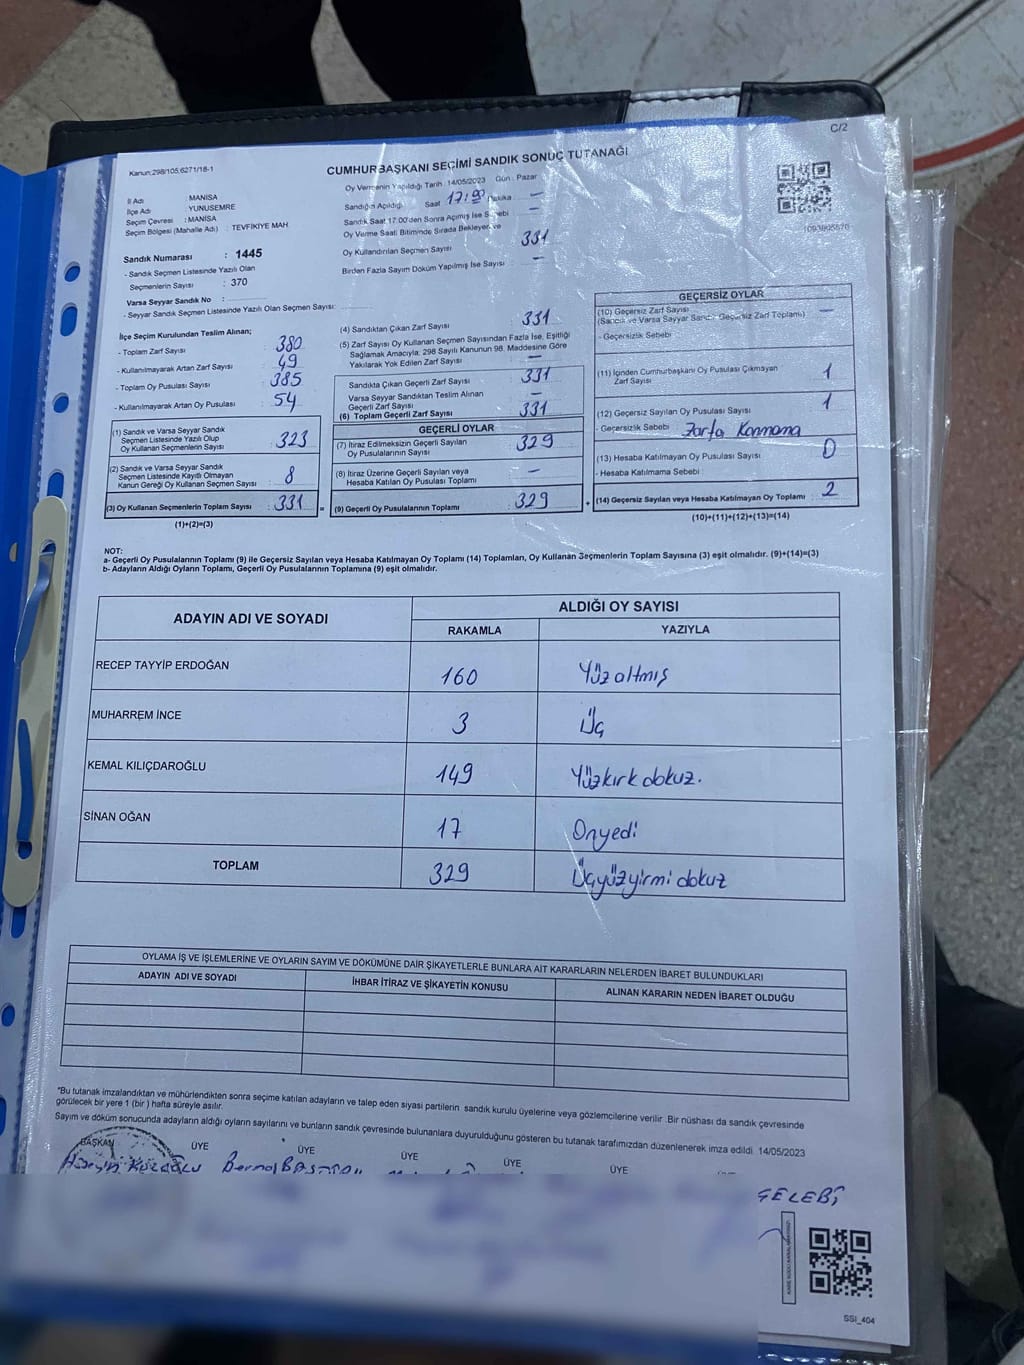 C/2
Kanun:298/105,6271/18-1
CUMHURBAŞKANI SEÇİMİ SANDIK SONUÇ TUTANAĞI
İl Adı MANİSA
İlçe Adı YUNUSEMRE
Seçim Çevresi : MANİSA
Seçim Bölgesi (Mahalle Adı) : TEVFİKİYE MAH
Sandık Numarası : 1445
- Sandık Seçmen Listesinde Yazılı Olan
Seçmenlerin Sayısı : 370
Varsa Seyyar Sandık No :
- Seyyar Sandık Seçmen Listesinde Yazılı Olan Seçmen Sayısı:
Oy Vermenin Yapıldığı Tarih : 14/05/2023 Gün : Pazar
Sandığın Açıldığı Saat 17:00 Dakika —
Sandık Saat 17:00'den Sonra Açılmış İse Sebebi —
Oy Verme Saati Bitiminde Sırada Bekleyen ve
Oy Kullandırılan Seçmen Sayısı 331
Birden Fazla Sayım Döküm Yapılmış İse Sayısı —
İlçe Seçim Kurulundan Teslim Alınan;
- Toplam Zarf Sayısı : 380
- Kullanılmayarak Artan Zarf Sayısı : 49
- Toplam Oy Pusulası Sayısı : 385
- Kullanılmayarak Artan Oy Pusulası : 54
(1) Sandık ve Varsa Seyyar Sandık
Seçmen Listesinde Yazılı Olup
Oy Kullanan Seçmenlerin Sayısı : 323
(2) Sandık ve Varsa Seyyar Sandık
Seçmen Listesinde Kayıtlı Olmayan
Kanun Gereği Oy Kullanan Seçmen Sayısı : 8
(3) Oy Kullanan Seçmenlerin Toplam Sayısı : 331
(1)+(2)=(3)
(4) Sandıktan Çıkan Zarf Sayısı : 331
(5) Zarf Sayısı Oy Kullanan Seçmen Sayısından Fazla İse, Eşitliği
Sağlamak Amacıyla, 298 Sayılı Kanunun 98. Maddesine Göre
Yakılarak Yok Edilen Zarf Sayısı : —
Sandıkta Çıkan Geçerli Zarf Sayısı : 331
Varsa Seyyar Sandıktan Teslim Alınan
Geçerli Zarf Sayısı : —
(6) Toplam Geçerli Zarf Sayısı : 331
GEÇERLİ OYLAR
(7) İtiraz Edilmeksizin Geçerli Sayılan
Oy Pusulasının Sayısı : 329
(8) İtiraz Üzerine Geçerli Sayılan veya
Hesaba Katılan Oy Pusulası Toplamı : —
= (9) Geçerli Oy Pusulalarının Toplamı : 329
GEÇERSİZ OYLAR
(10) Geçersiz Zarf Sayısı —
(Sandık ve Varsa Seyyar Sandık Geçersiz Zarf Toplamı)
- Geçersizlik Sebebi
(11) İçinden Cumhurbaşkanı Oy Pusulası Çıkmayan
Zarf Sayısı : 1
(12) Geçersiz Sayılan Oy Pusulası Sayısı : 1
- Geçersizlik Sebebi Zarfa Konmama
(13) Hesaba Katılmayan Oy Pusulası Sayısı : 0
- Hesaba Katılmama Sebebi
+ (14) Geçersiz Sayılan veya Hesaba Katılmayan Oy Toplamı : 2
(10)+(11)+(12)+(13)=(14)
NOT:
a- Geçerli Oy Pusulalarının Toplamı (9) ile Geçersiz Sayılan veya Hesaba Katılmayan Oy Toplamı (14) Toplamları, Oy Kullanan Seçmenlerin Toplam Sayısına (3) eşit olmalıdır. (9)+(14)=(3)
b- Adayların Aldığı Oyların Toplamı, Geçerli Oy Pusulalarının Toplamına (9) eşit olmalıdır.
ADAYIN ADI VE SOYADI
ALDIĞI OY SAYISI
RAKAMLA YAZIYLA
RECEP TAYYİP ERDOĞAN 160 Yüzaltmış
MUHARREM İNCE 3 Üç
KEMAL KILIÇDAROĞLU 149 Yüzkırkdokuz.
SİNAN OĞAN 17 Onyedi
TOPLAM 329 Üçyüzyirmidokuz
OYLAMA İŞ VE İŞLEMLERİNE VE OYLARIN SAYIM VE DÖKÜMÜNE DAİR ŞİKAYETLERLE BUNLARA AİT KARARLARIN NELERDEN İBARET BULUNDUKLARI
ADAYIN ADI VE SOYADI İHBAR İTİRAZ VE ŞİKAYETİN KONUSU ALINAN KARARIN NEDEN İBARET OLDUĞU
*Bu tutanak imzalandıktan ve mühürlendikten sonra seçime katılan adayların ve talep eden siyasi partilerin sandık kurulu üyelerine veya gözlemcilerine verilir .Bir nüshası da sandık çevresinde
görülecek bir yere 1 (bir ) hafta süreyle asılır.
Sayım ve döküm sonucunda adayların aldığı oyların sayılarını ve bunların sandık çevresinde bulunanlara duyurulduğunu gösteren bu tutanak tarafımızdan düzenlenerek imza edildi. 14/05/2023
BAŞKAN ÜYE ÜYE ÜYE ÜYE ÜYE
ÇELEBİ
SSI_404